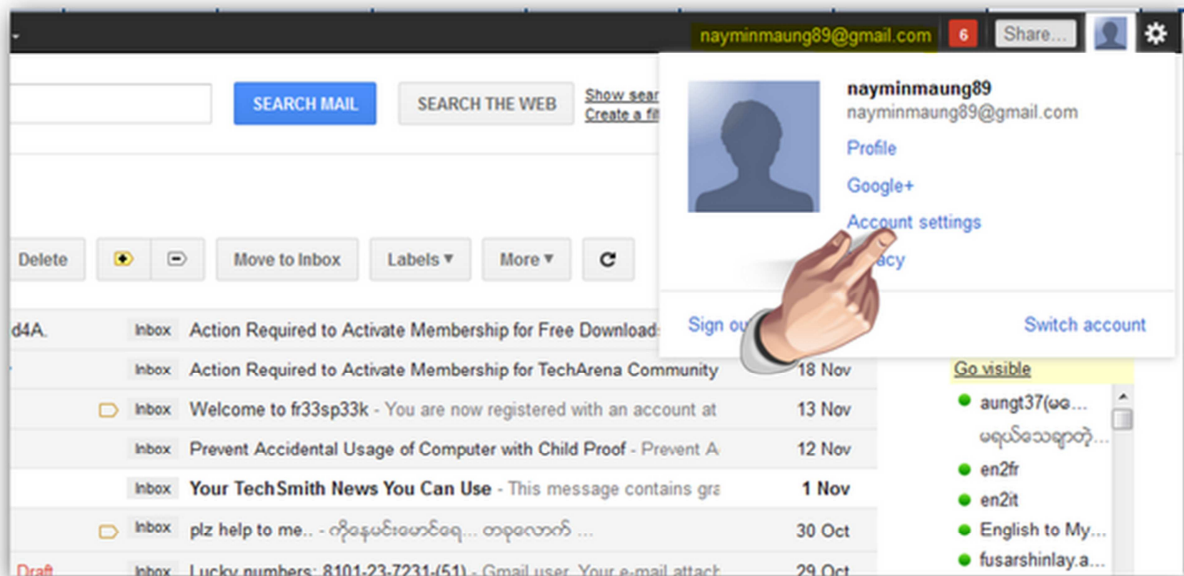 nayminmaung89@gmail.com 6 Share...
SEARCH MAIL SEARCH THE WEB Show sear
Create a fil
nayminmaung89
nayminmaung89@gmail.com
Profile
Google+
Account settings
acy
Sign ou Switch account
Delete Move to Inbox Labels More
d4A. Inbox Action Required to Activate Membership for Free Download
Inbox Action Required to Activate Membership for TechArena Community 18 Nov
Inbox Welcome to fr33sp33k - You are now registered with an account at 13 Nov
Inbox Prevent Accidental Usage of Computer with Child Proof - Prevent A 12 Nov
Inbox Your TechSmith News You Can Use - This message contains gra 1 Nov
Inbox plz help to me.. - ကိုနေမင်းမောင်ရေ... တခုလောက် ... 30 Oct
Draft Inbox Lucky numbers: 8101-23-7231-(51) - Gmail user, Your e-mail attach 29 Oct
Go visible
aungt37(မဝေ...
မရယ်သေချာတဲ့...
en2fr
en2it
English to My...
fusarshinlay.a...